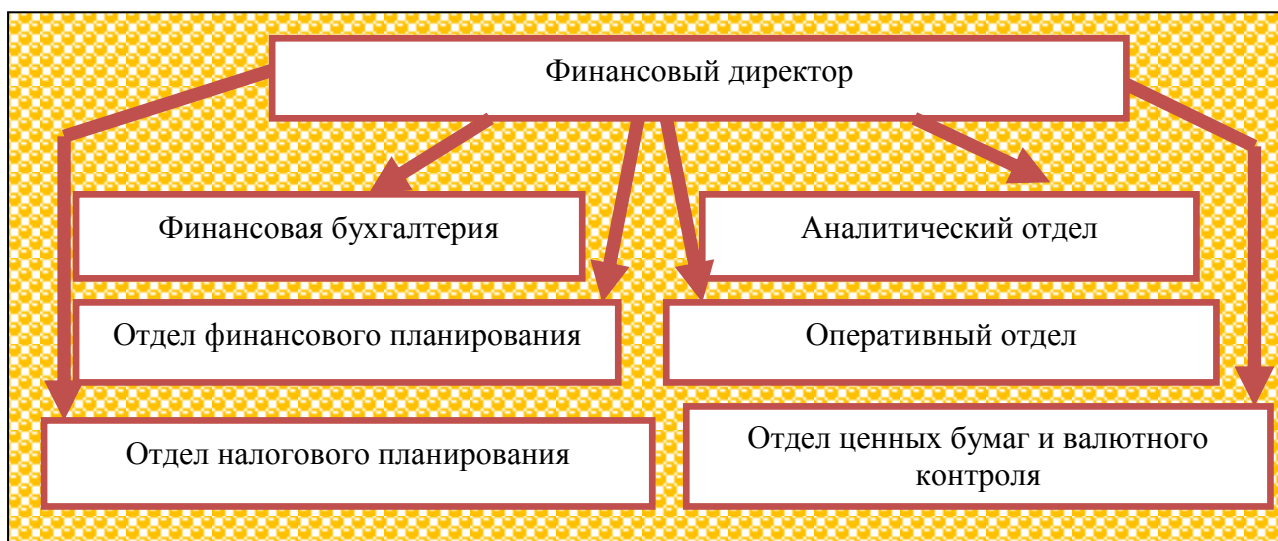 Финансовый директор
Финансовая бухгалтерия
Аналитический отдел
Отдел финансового планирования
Оперативный отдел
Отдел налогового планирования
Отдел ценных бумаг и валютного
контроля